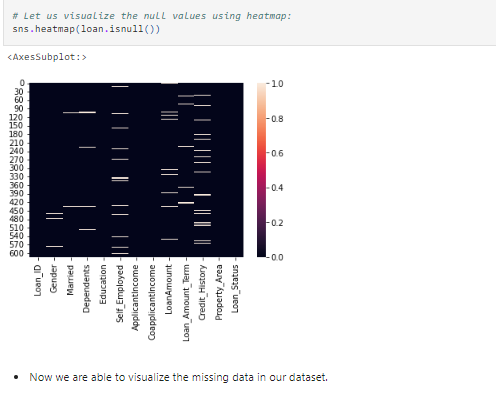 # Let us visualize the null values using heatmap:
sns.heatmap(loan.isnull())
<AxesSubplot:>
0
30
60
90
120
150
180
210
240
270
300
330
360
390
420
450
480
510
540
570
600
1.0
0.8
0.6
0.4
0.2
0.0
Loan_ID
Gender
Married
Dependents
Education
Self_Employed
ApplicantIncome
CoapplicantIncome
LoanAmount
Loan_Amount_Term
Credit_History
Property_Area
Loan_Status
• Now we are able to visualize the missing data in our dataset.